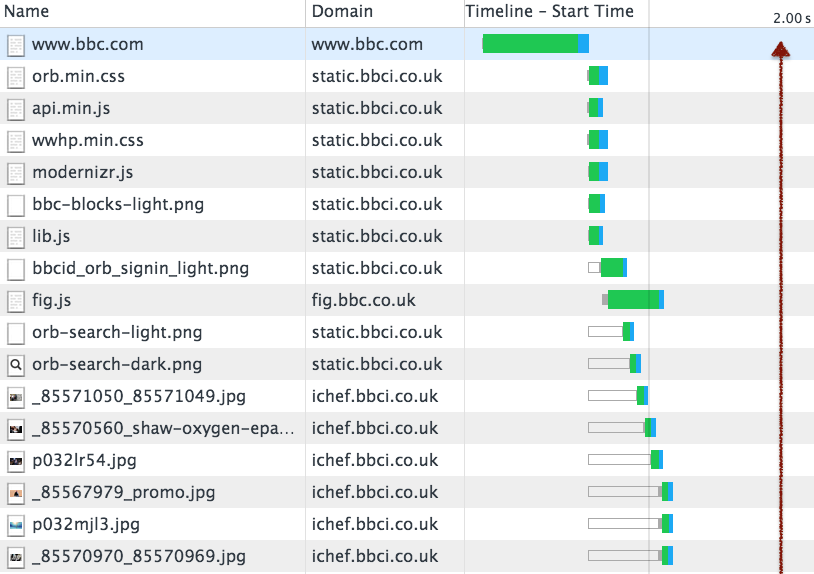 Name Domain Timeline – Start Time
2.00 s
www.bbc.com www.bbc.com
orb.min.css static.bbci.co.uk
api.min.js static.bbci.co.uk
wwhp.min.css static.bbci.co.uk
modernizr.js static.bbci.co.uk
bbc-blocks-light.png static.bbci.co.uk
lib.js static.bbci.co.uk
bbcid_orb_signin_light.png static.bbci.co.uk
fig.js fig.bbc.co.uk
orb-search-light.png static.bbci.co.uk
orb-search-dark.png static.bbci.co.uk
_85571050_85571049.jpg ichef.bbci.co.uk
_85570560_shaw-oxygen-epa... ichef.bbci.co.uk
p032lr54.jpg ichef.bbci.co.uk
_85567979_promo.jpg ichef.bbci.co.uk
p032mjl3.jpg ichef.bbci.co.uk
_85570970_85570969.jpg ichef.bbci.co.uk